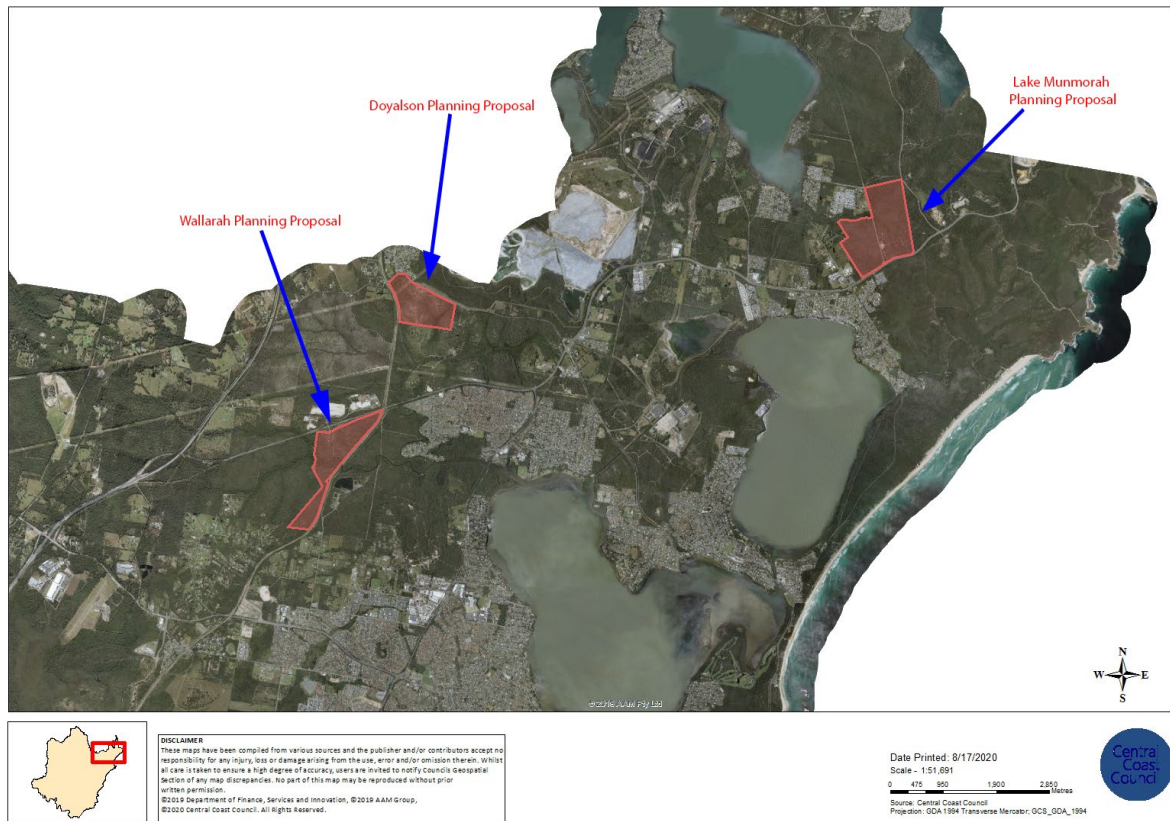 Lake Munmorah
Planning Proposal
Doyalson Planning Proposal
Wallarah Planning Proposal
N
W E
S
DISCLAIMER
These maps have been compiled from various sources and the publisher and/or contributors accept no
responsibility for any injury, loss or damage arising from the use, error and/or omission therein. Whilst
all care is taken to ensure a high degree of accuracy, users are invited to notify Councils Geospatial
Section of any map discrepancies. No part of this map may be reproduced without prior
written permission.
©2019 Department of Finance, Services and Innovation, ©2019 AAM Group,
©2020 Central Coast Council. All Rights Reserved.
Date Printed: 8/17/2020
Scale - 1:51,691
0 475 950 1,900 2,850
Metres
Source: Central Coast Council
Projection: GDA 1994 Transverse Mercator: GCS_GDA_1994
Central
Coast
Council